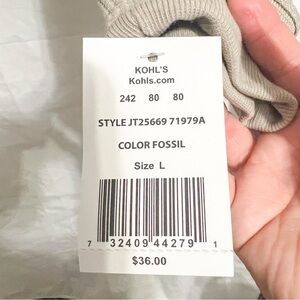 KOHL'S
Kohls.com
242 80 80
STYLE JT25669 71979A
COLOR FOSSIL
Size L
7 32409 44279 1
$36.00